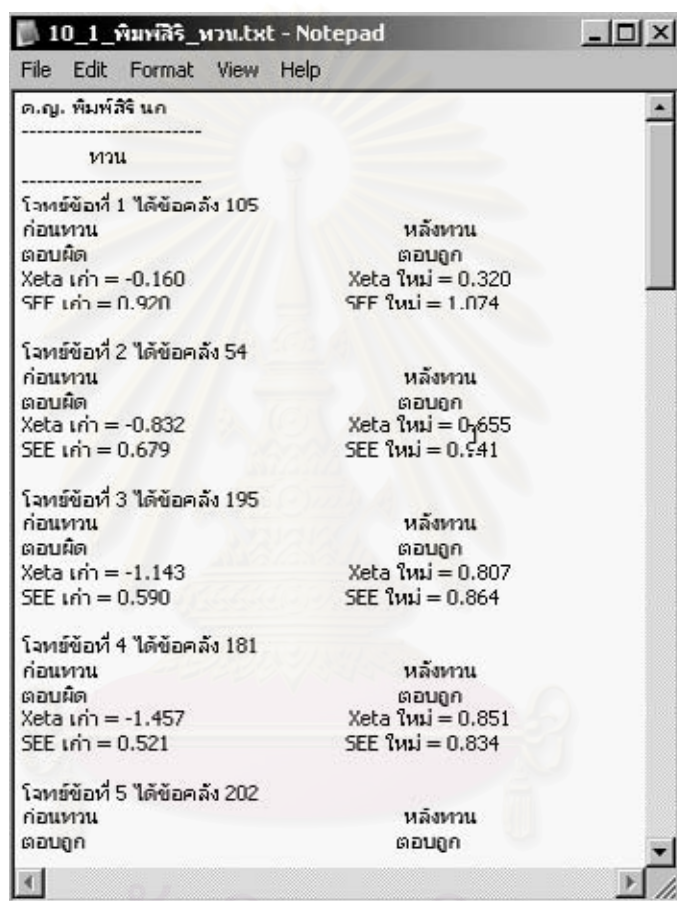 10_1_พิมพ์สิริ_ทวน.txt - Notepad
File Edit Format View Help
ด.ญ. พิมพ์สิริ นก
------------------------
ทวน
------------------------
โจทย์ข้อที่ 1 ได้ข้อคลัง 105
ก่อนทวน หลังทวน
ตอบผิด ตอบถูก
Xeta เก่า = -0.160 Xeta ใหม่ = 0.320
SEE เก่า = 0.920 SEE ใหม่ = 1.074
โจทย์ข้อที่ 2 ได้ข้อคลัง 54
ก่อนทวน หลังทวน
ตอบผิด ตอบถูก
Xeta เก่า = -0.832 Xeta ใหม่ = 0.655
SEE เก่า = 0.679 SEE ใหม่ = 0.941
โจทย์ข้อที่ 3 ได้ข้อคลัง 195
ก่อนทวน หลังทวน
ตอบผิด ตอบถูก
Xeta เก่า = -1.143 Xeta ใหม่ = 0.807
SEE เก่า = 0.590 SEE ใหม่ = 0.864
โจทย์ข้อที่ 4 ได้ข้อคลัง 181
ก่อนทวน หลังทวน
ตอบผิด ตอบถูก
Xeta เก่า = -1.457 Xeta ใหม่ = 0.851
SEE เก่า = 0.521 SEE ใหม่ = 0.834
โจทย์ข้อที่ 5 ได้ข้อคลัง 202
ก่อนทวน หลังทวน
ตอบถูก ตอบถูก